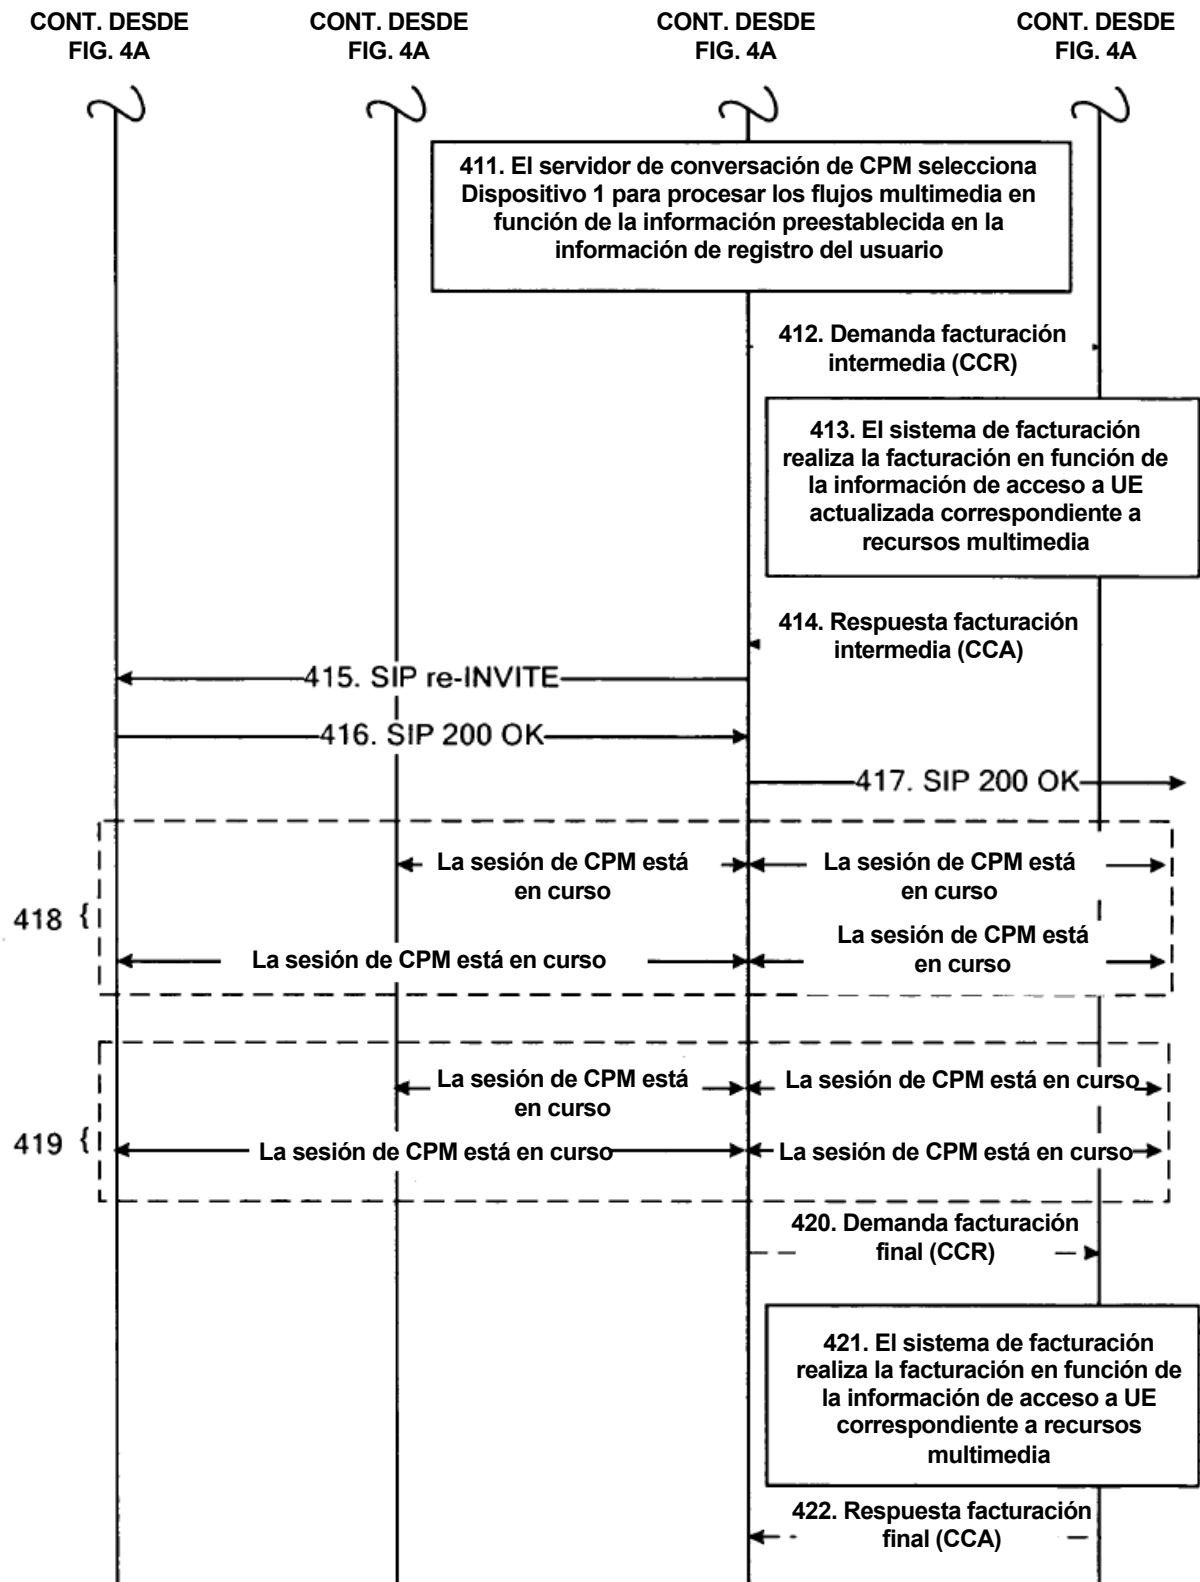 CONT. DESDE
FIG. 4A
CONT. DESDE
FIG. 4A
CONT. DESDE
FIG. 4A
CONT. DESDE
FIG. 4A
411. El servidor de conversación de CPM selecciona
Dispositivo 1 para procesar los flujos multimedia en
función de la información preestablecida en la
información de registro del usuario
412. Demanda facturación
intermedia (CCR)
413. El sistema de facturación
realiza la facturación en función de
la información de acceso a UE
actualizada correspondiente a
recursos multimedia
414. Respuesta facturación
intermedia (CCA)
415. SIP re-INVITE
416. SIP 200 OK
417. SIP 200 OK
418 {
La sesión de CPM está
en curso
La sesión de CPM está
en curso
La sesión de CPM está en curso
La sesión de CPM está
en curso
419 {
La sesión de CPM está
en curso
La sesión de CPM está en curso
La sesión de CPM está en curso
La sesión de CPM está en curso
420. Demanda facturación
final (CCR)
421. El sistema de facturación
realiza la facturación en función de
la información de acceso a UE
correspondiente a recursos
multimedia
422. Respuesta facturación
final (CCA)